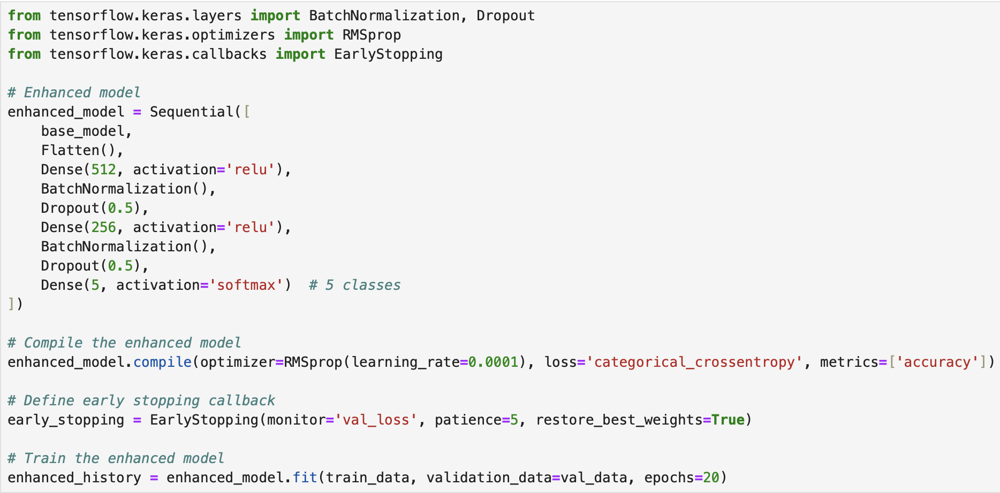 from tensorflow.keras.layers import BatchNormalization, Dropout
from tensorflow.keras.optimizers import RMSprop
from tensorflow.keras.callbacks import EarlyStopping

# Enhanced model
enhanced_model = Sequential([
    base_model,
    Flatten(),
    Dense(512, activation='relu'),
    BatchNormalization(),
    Dropout(0.5),
    Dense(256, activation='relu'),
    BatchNormalization(),
    Dropout(0.5),
    Dense(5, activation='softmax')  # 5 classes
])

# Compile the enhanced model
enhanced_model.compile(optimizer=RMSprop(learning_rate=0.0001), loss='categorical_crossentropy', metrics=['accuracy'])

# Define early stopping callback
early_stopping = EarlyStopping(monitor='val_loss', patience=5, restore_best_weights=True)

# Train the enhanced model
enhanced_history = enhanced_model.fit(train_data, validation_data=val_data, epochs=20)